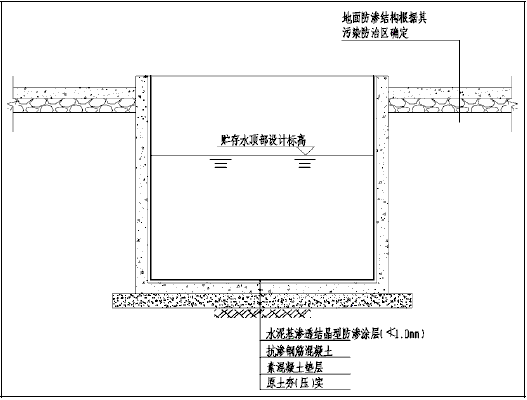 地面防渗结构根据其
污染防治区确定
贮存水顶部设计标高
水泥基渗透结晶型防渗涂层(≮1.0mm)
抗渗钢筋混凝土
素混凝土垫层
原土夯(压)实